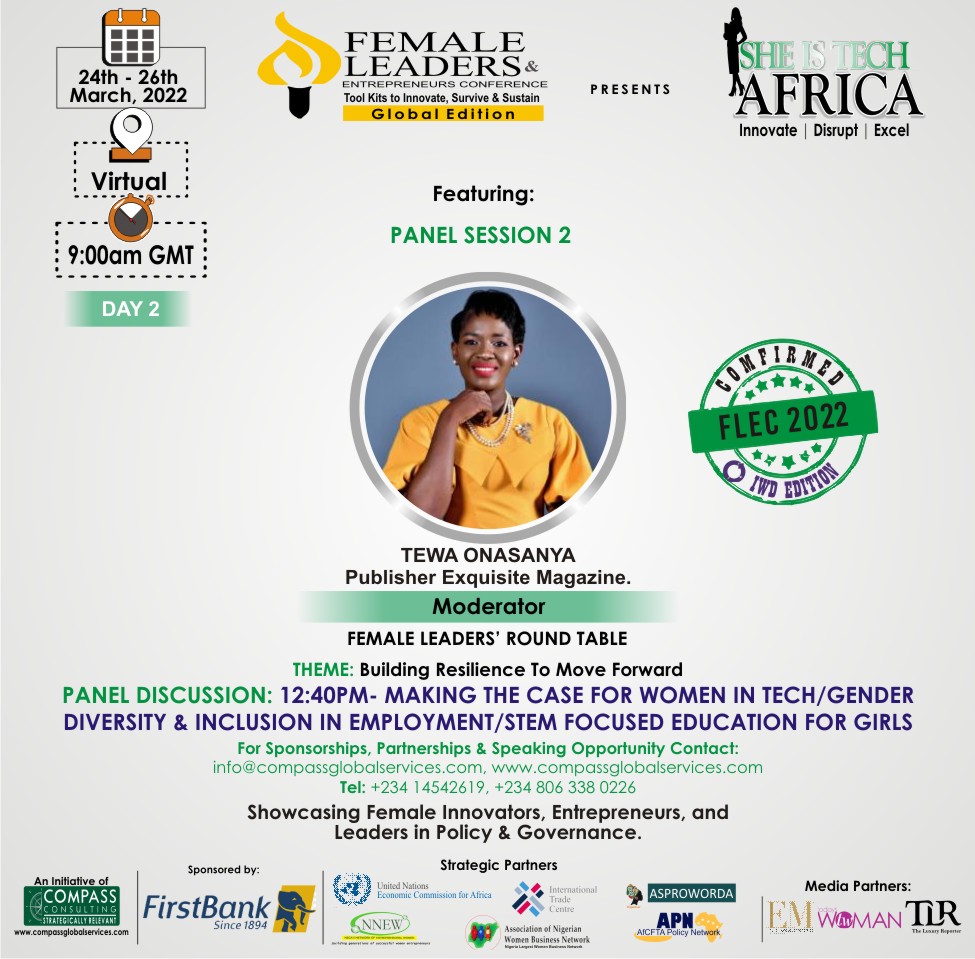 24th - 26th
March, 2022
Virtual
9:00am GMT
DAY 2
FEMALE
LEADERS &
ENTREPRENEURS CONFERENCE
Tool Kits to Innovate, Survive & Sustain
Global Edition
PRESENTS
SHE IS TECH
AFRICA
Innovate | Disrupt | Excel
Featuring:
PANEL SESSION 2
COMFIRMED
FLEC 2022
IWD EDITION
TEWA ONASANYA
Publisher Exquisite Magazine.
Moderator
FEMALE LEADERS’ ROUND TABLE
THEME: Building Resilience To Move Forward
PANEL DISCUSSION: 12:40PM- MAKING THE CASE FOR WOMEN IN TECH/GENDER
DIVERSITY & INCLUSION IN EMPLOYMENT/STEM FOCUSED EDUCATION FOR GIRLS
For Sponsorships, Partnerships & Speaking Opportunity Contact:
info@compassglobalservices.com, www.compassglobalservices.com
Tel: +234 14542619, +234 806 338 0226
Showcasing Female Innovators, Entrepreneurs, and
Leaders in Policy & Governance.
An Initiative of
COMPASS
CONSULTING
STRATEGICALLY RELEVANT
www.compassglobalservices.com
Sponsored by:
FirstBank
Since 1894
Strategic Partners
United Nations
Economic Commission for Africa
International
Trade
Centre
ASPROWORDA
NNEW
Association of Nigerian
Women Business Network
Nigeria Largest Women Business Network
APN
AfCFTA Policy Network
Media Partners:
EM
WOMAN
TLR
The Luxury Reporter